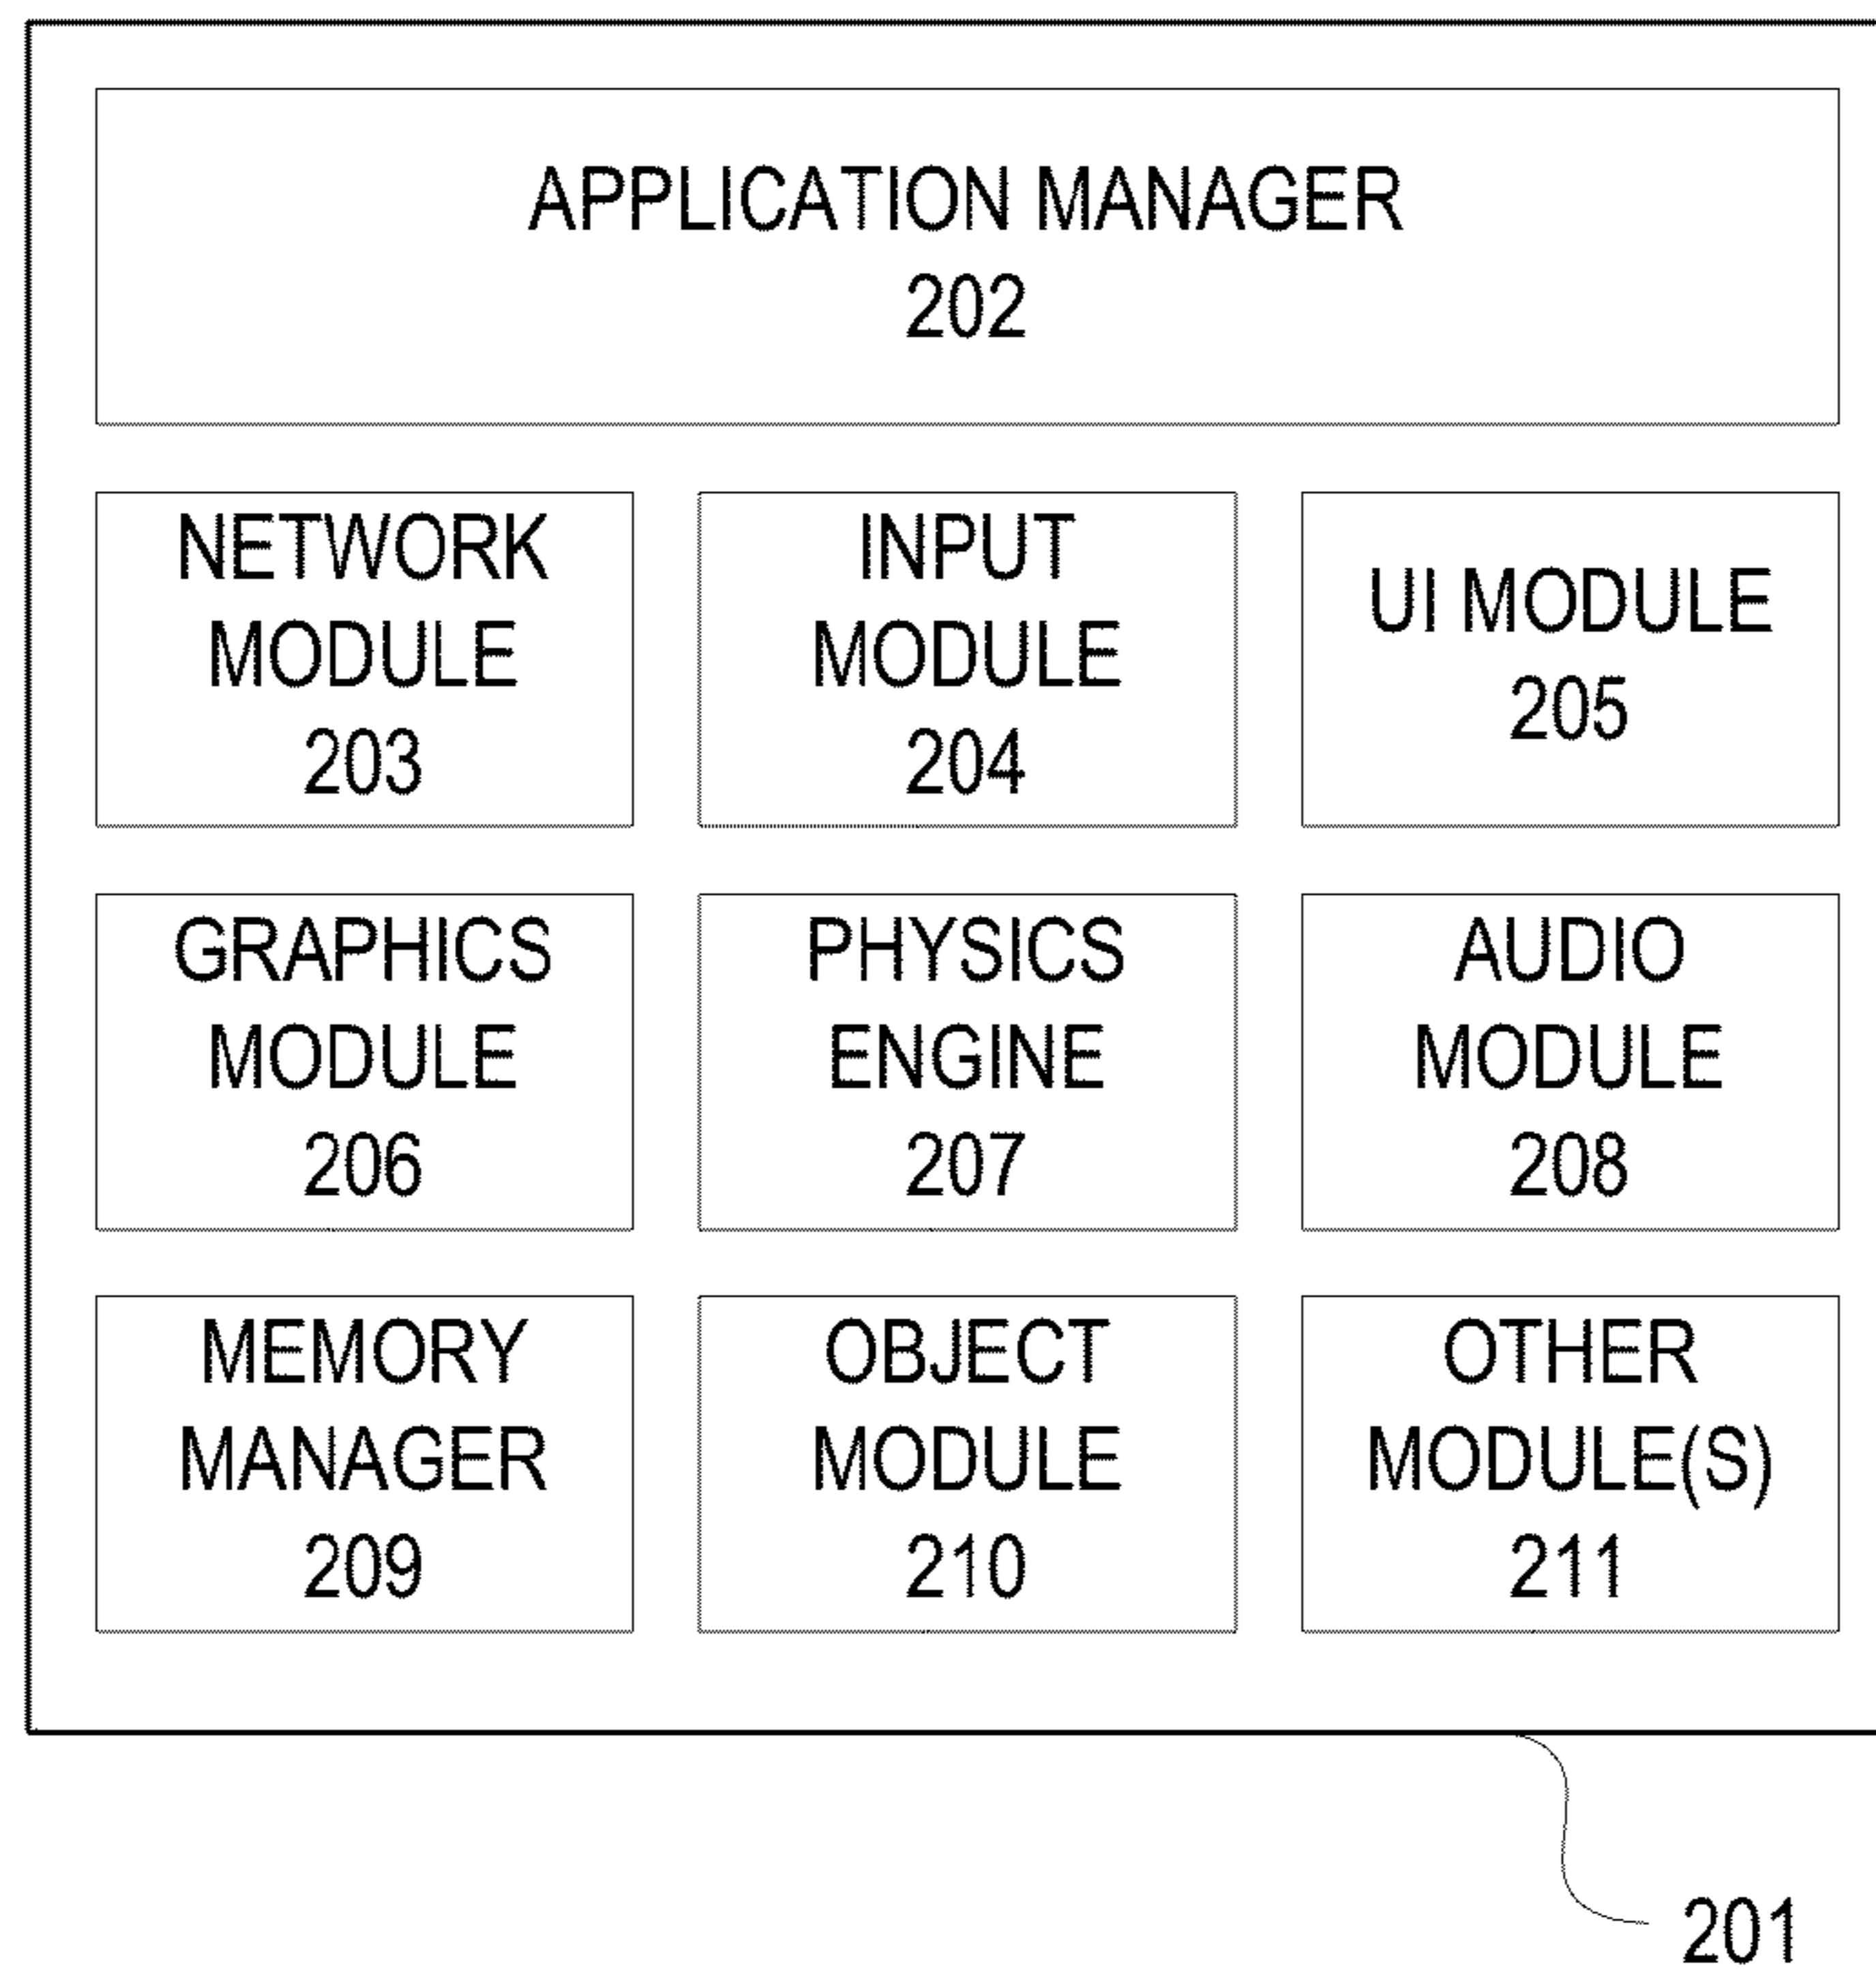 APPLICATION MANAGER
202
NETWORK
MODULE
203
INPUT
MODULE
204
UI MODULE
205
GRAPHICS
MODULE
206
PHYSICS
ENGINE
207
AUDIO
MODULE
208
MEMORY
MANAGER
209
OBJECT
MODULE
210
OTHER
MODULE(S)
211
201